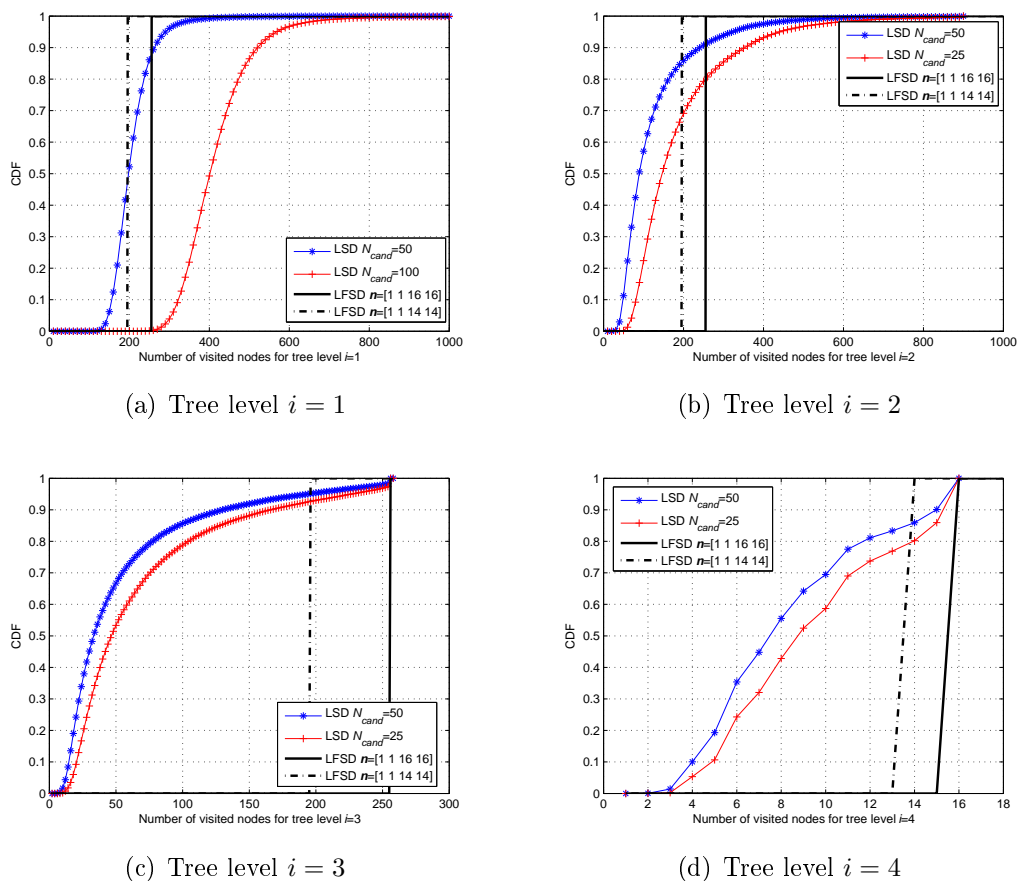 1
0.9
0.8
0.7
0.6
0.5
0.4
0.3
0.2
0.1
0
CDF
0 200 400 600 800 1000
Number of visited nodes for tree level i=1
LSD N_cand=50
LSD N_cand=100
LFSD n=[1 1 16 16]
LFSD n=[1 1 14 14]
(a) Tree level i = 1
1
0.9
0.8
0.7
0.6
0.5
0.4
0.3
0.2
0.1
0
CDF
0 200 400 600 800 1000
Number of visited nodes for tree level i=2
LSD N_cand=50
LSD N_cand=25
LFSD n=[1 1 16 16]
LFSD n=[1 1 14 14]
(b) Tree level i = 2
1
0.9
0.8
0.7
0.6
0.5
0.4
0.3
0.2
0.1
0
CDF
0 50 100 150 200 250 300
Number of visited nodes for tree level i=3
LSD N_cand=50
LSD N_cand=25
LFSD n=[1 1 16 16]
LFSD n=[1 1 14 14]
(c) Tree level i = 3
1
0.9
0.8
0.7
0.6
0.5
0.4
0.3
0.2
0.1
0
CDF
0 2 4 6 8 10 12 14 16 18
Number of visited nodes for tree level i=4
LSD N_cand=50
LSD N_cand=25
LFSD n=[1 1 16 16]
LFSD n=[1 1 14 14]
(d) Tree level i = 4